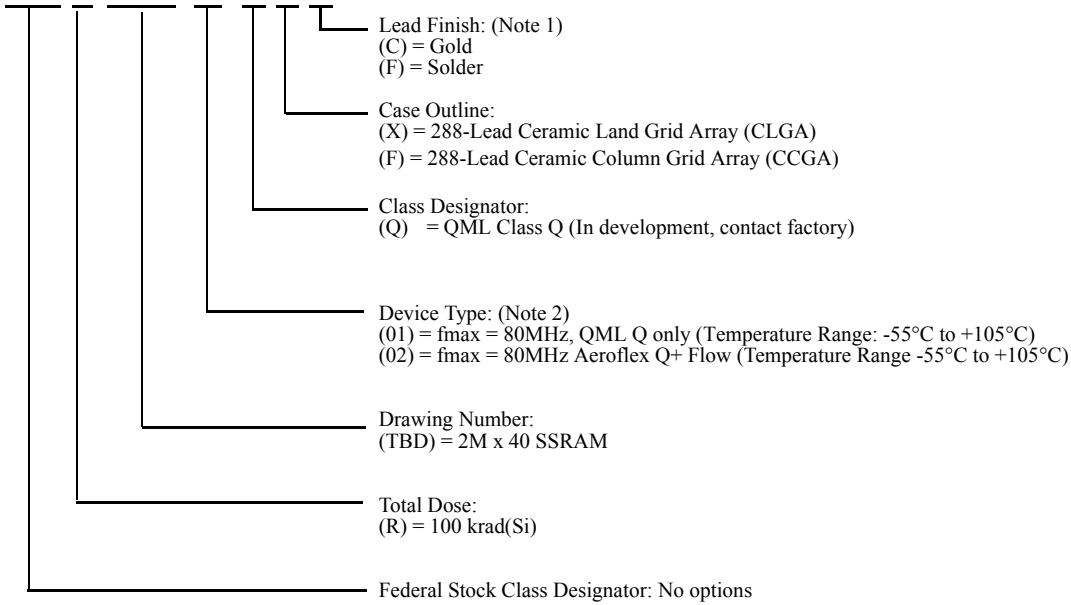 Lead Finish: (Note 1)
(C) = Gold
(F) = Solder
Case Outline:
(X) = 288-Lead Ceramic Land Grid Array (CLGA)
(F) = 288-Lead Ceramic Column Grid Array (CCGA)
Class Designator:
(Q) = QML Class Q (In development, contact factory)
Device Type: (Note 2)
(01) = fmax = 80MHz, QML Q only (Temperature Range: -55°C to +105°C)
(02) = fmax = 80MHz Aeroflex Q+ Flow (Temperature Range -55°C to +105°C)
Drawing Number:
(TBD) = 2M x 40 SSRAM
Total Dose:
(R) = 100 krad(Si)
Federal Stock Class Designator: No options